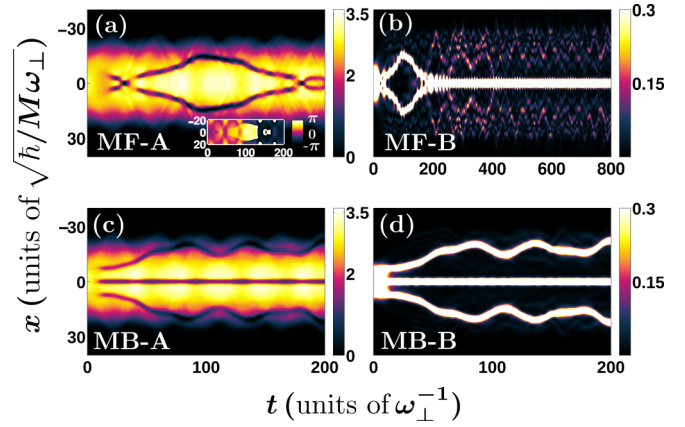 (a)
(b)
-30
0
30
3.5
2
0
0.3
0.15
0
MF-A
MF-B
-20
0
20
π
0
-π
0 100 200
0 200 400 600 800
(c)
(d)
-30
0
30
3.5
2
0
0.3
0.15
0
MB-A
MB-B
0 100 200
0 100 200
x (units of √ħ/Mω⊥)
t (units of ω⊥⁻¹)